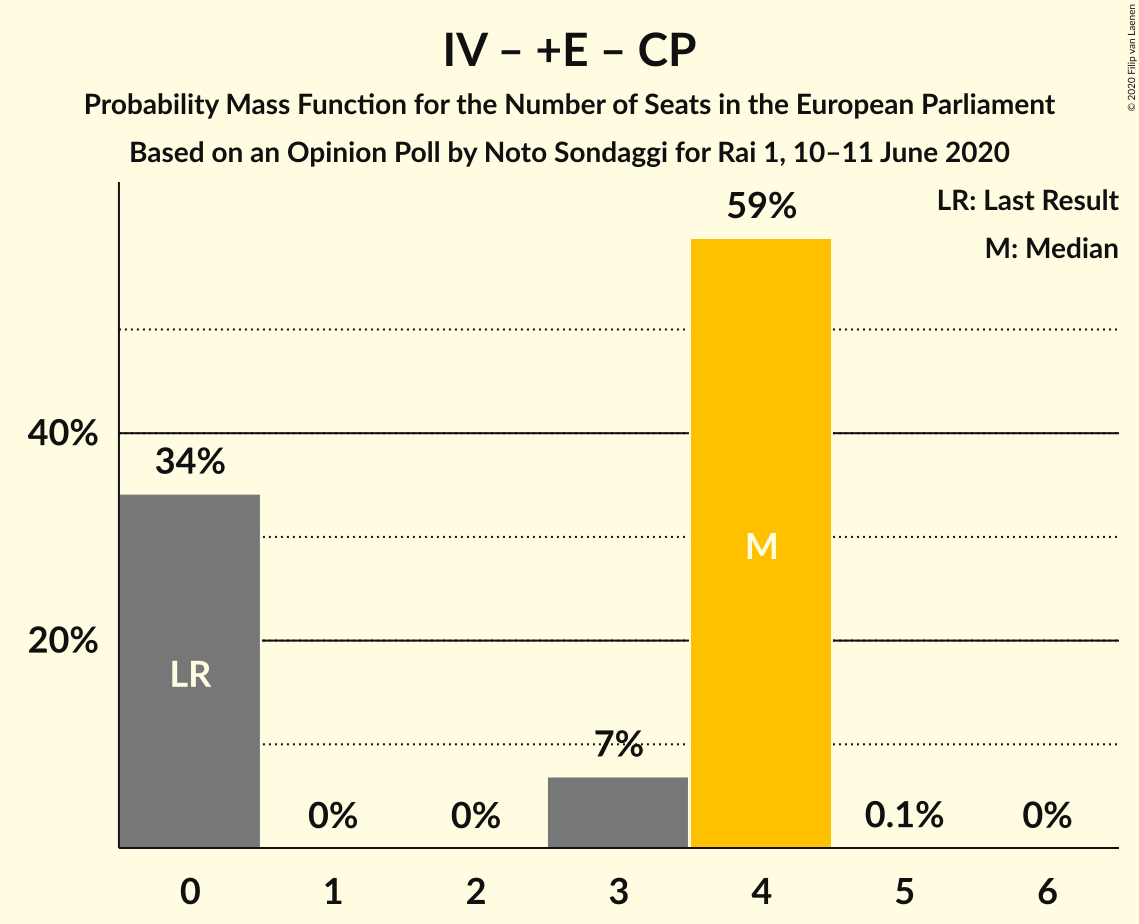 IV – +E – CP
Probability Mass Function for the Number of Seats in the European Parliament
Based on an Opinion Poll by Noto Sondaggi for Rai 1, 10–11 June 2020
© 2020 Filip van Laenen
LR: Last Result
M: Median
59%
40%
34%
M
20%
LR
7%
0%
0%
0.1%
0%
0 1 2 3 4 5 6